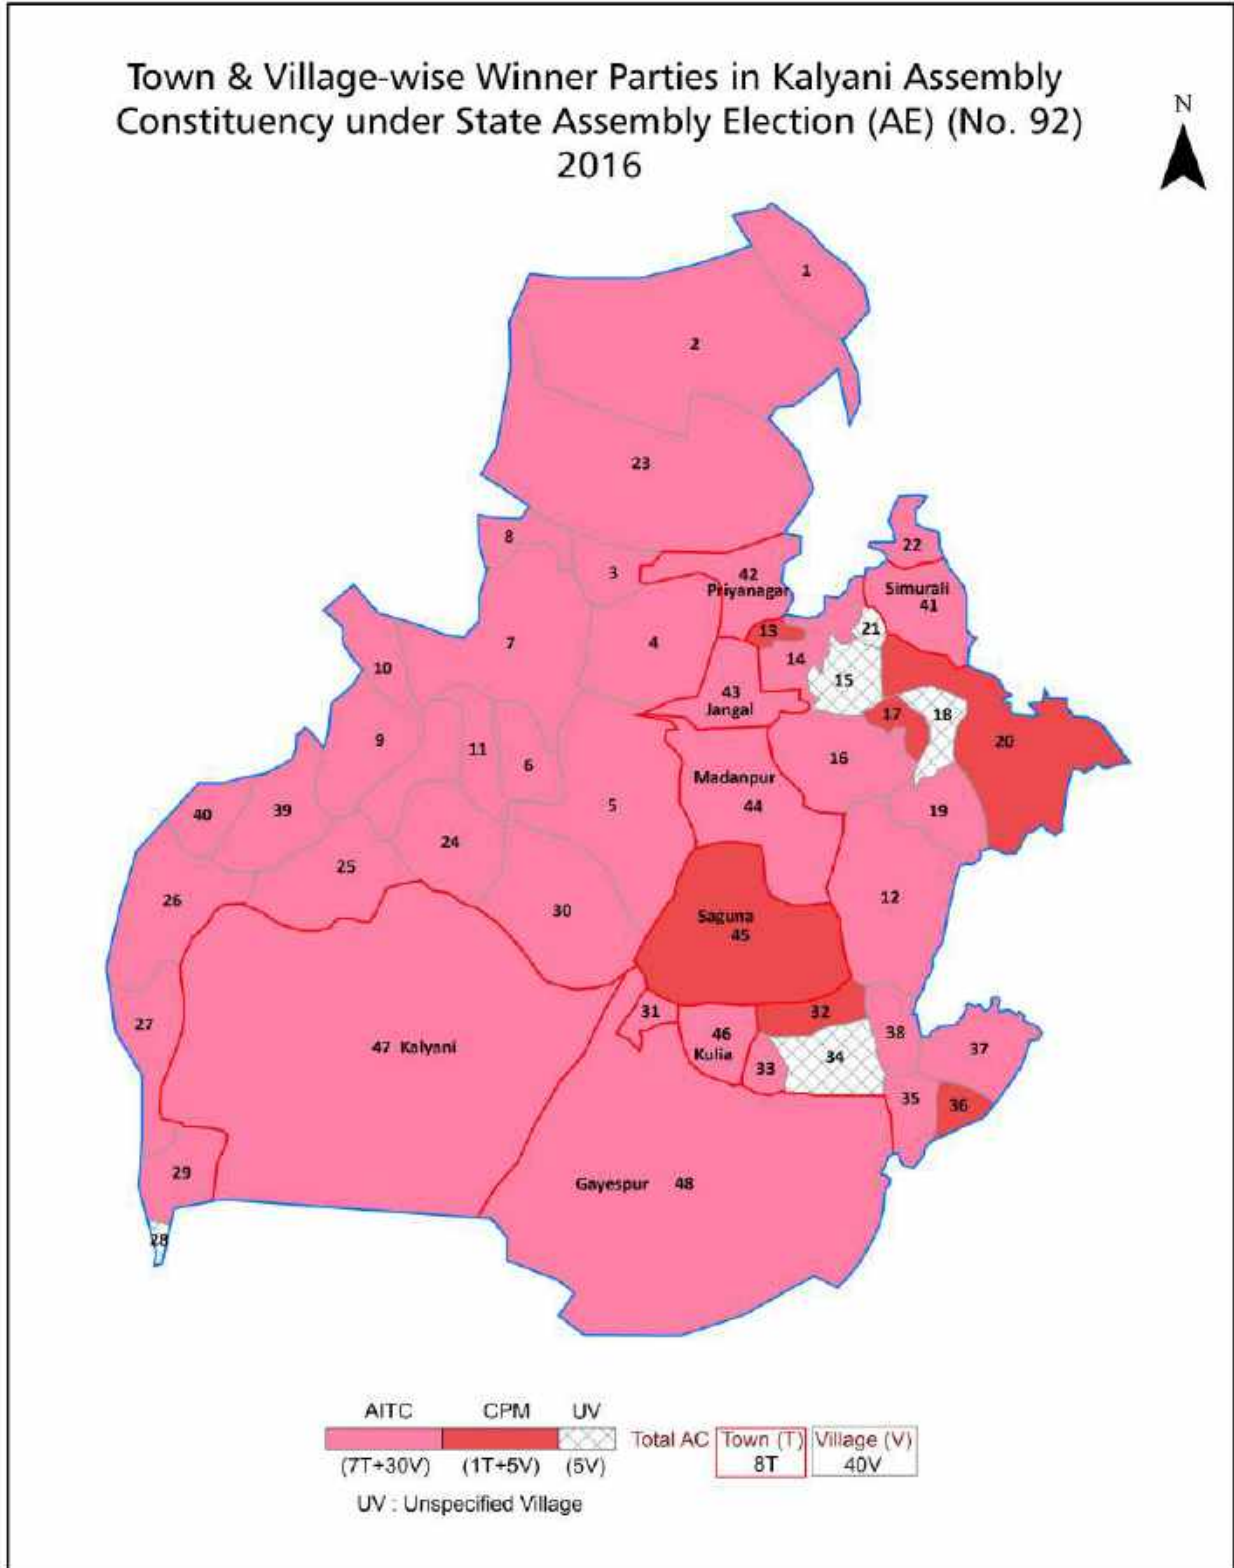 Town & Village-wise Winner Parties in Kalyani Assembly
Constituency under State Assembly Election (AE) (No. 92)
2016
N
1
2
23
8
3
42
Priyanagar
22
Simurali
41
13
21
7
4
14
10
15
43
Jangal
17
18
20
9
11
6
16
Madanpur
44
5
40
39
19
24
25
26
30
12
Saguna
45
31
32
27
46
Kulia
38
47 Kalyani
34
37
33
35
36
29
Gayespur 48
28
AITC CPM UV
Total AC Town (T) Village (V)
8T 40V
(7T+30V) (1T+5V) (5V)
UV : Unspecified Village